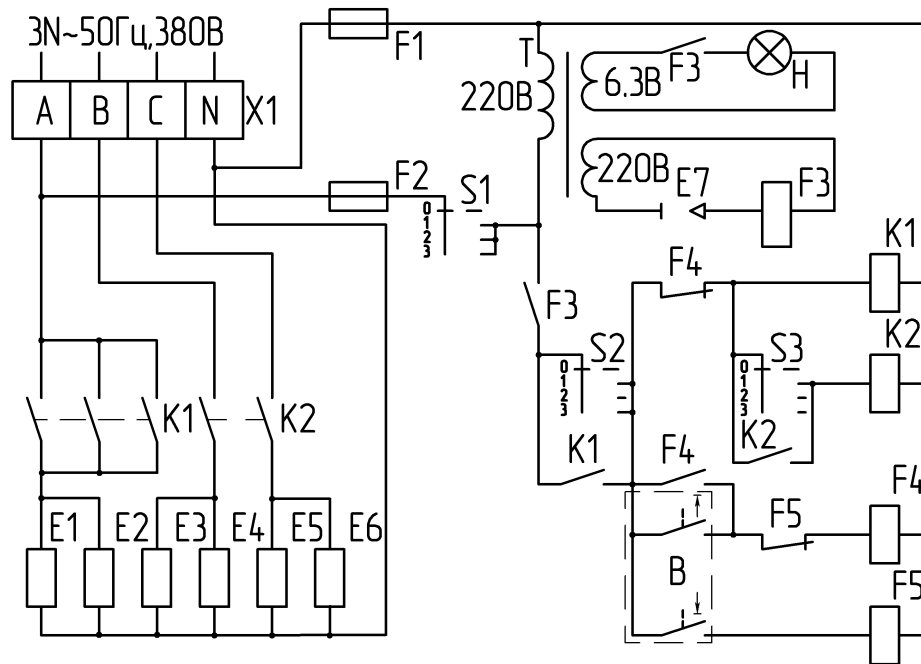 3N~50Гц,380В
F1
T
220В
6.3В
F3
H
A B C N X1
F2
S1
0
1
2
3
220В
E7
F3
K1
F4
F3
K2
S2
0
1
2
3
S3
0
1
2
3
K1
K2
K1
F4
K2
F4
F5
E1 E2 E3 E4 E5 E6
B
F5